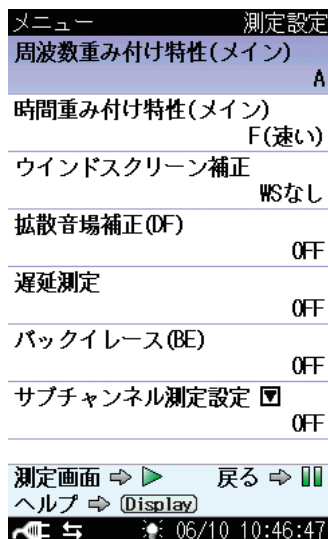 メニュー 測定設定
周波数重み付け特性(メイン)
A
時間重み付け特性(メイン)
F(速い)
ウインドスクリーン補正
WSなし
拡散音場補正(DF)
OFF
遅延測定
OFF
バックイレース(BE)
OFF
サブチャンネル測定設定 ▼
OFF
測定画面 ⇨ ▷ 戻る ⇨ ▯▯
ヘルプ ⇨ Display
06/10 10:46:47